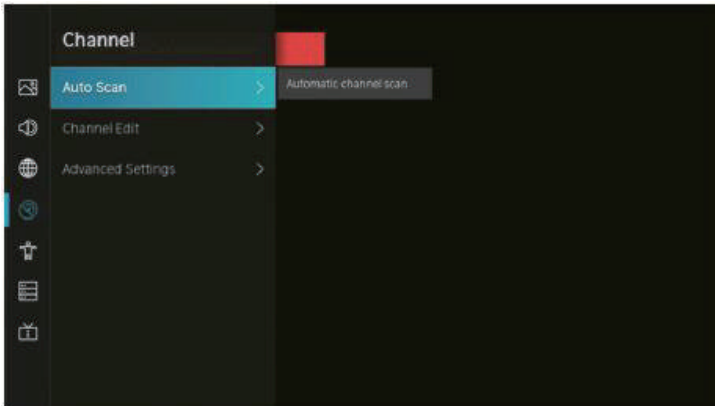 Channel
Auto Scan
Automatic channel scan
Channel Edit
Advanced Settings